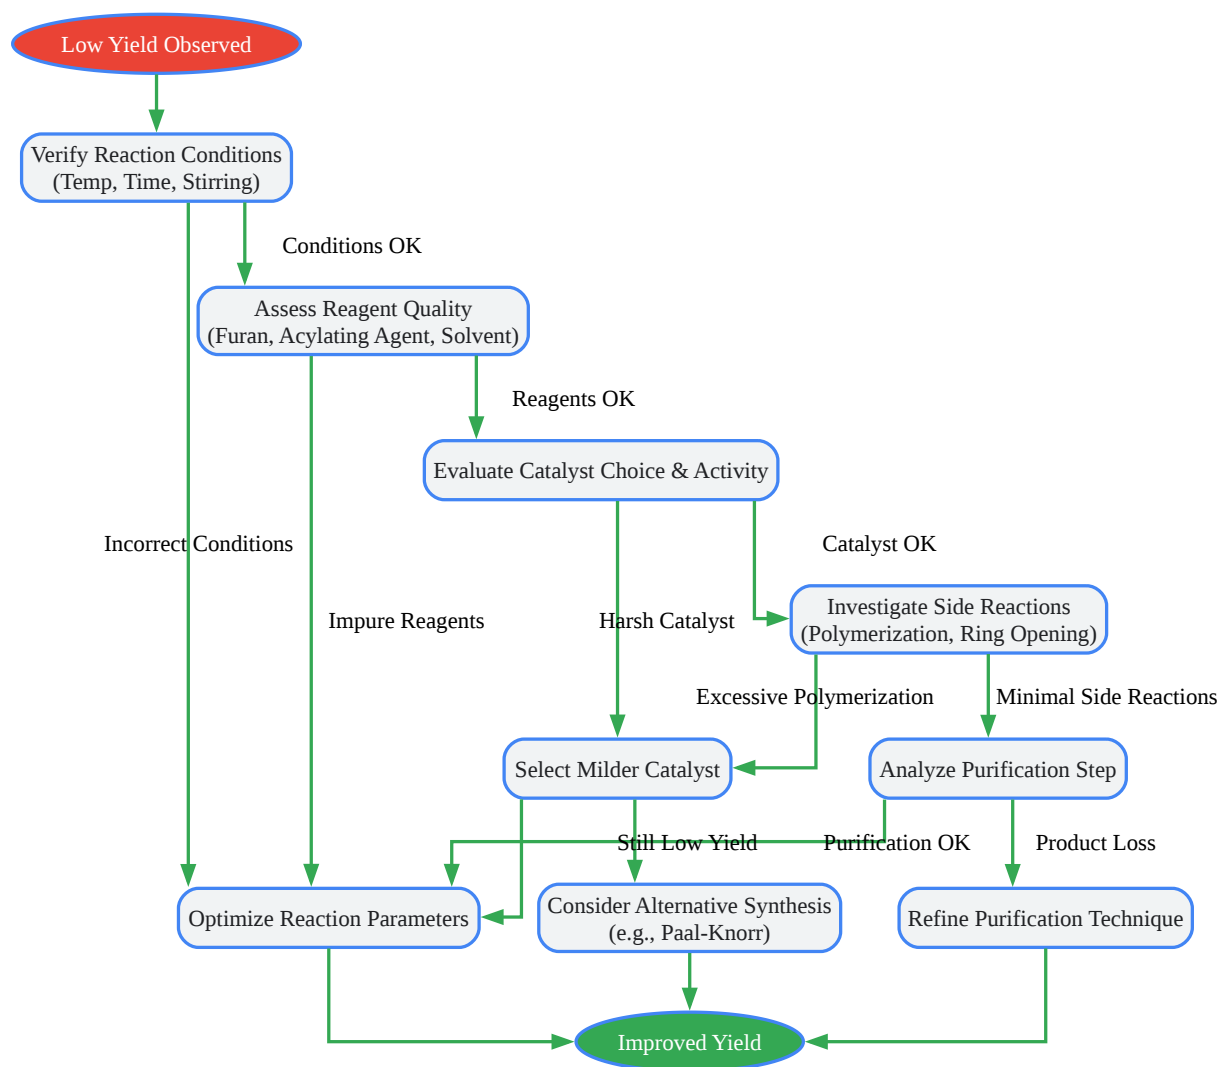 Low Yield Observed
Verify Reaction Conditions
(Temp, Time, Stirring)
Conditions OK
Assess Reagent Quality
(Furan, Acylating Agent, Solvent)
Reagents OK
Evaluate Catalyst Choice & Activity
Incorrect Conditions
Catalyst OK
Impure Reagents
Harsh Catalyst
Investigate Side Reactions
(Polymerization, Ring Opening)
Excessive Polymerization
Minimal Side Reactions
Select Milder Catalyst
Analyze Purification Step
Still Low Yield
Purification OK
Product Loss
Optimize Reaction Parameters
Consider Alternative Synthesis
(e.g., Paal-Knorr)
Refine Purification Technique
Improved Yield